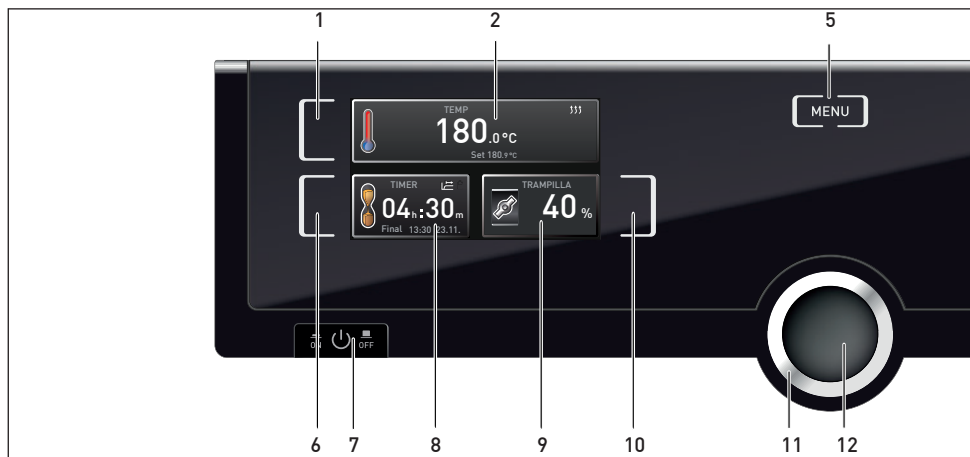 1 2 5
TEMP
180.0°C
Set 180.9°C
MENU
TIMER
04h:30m
Final 13:30 23.11.
TRAMPILLA
40 %
ON OFF
6 7 8 9 10 11 12